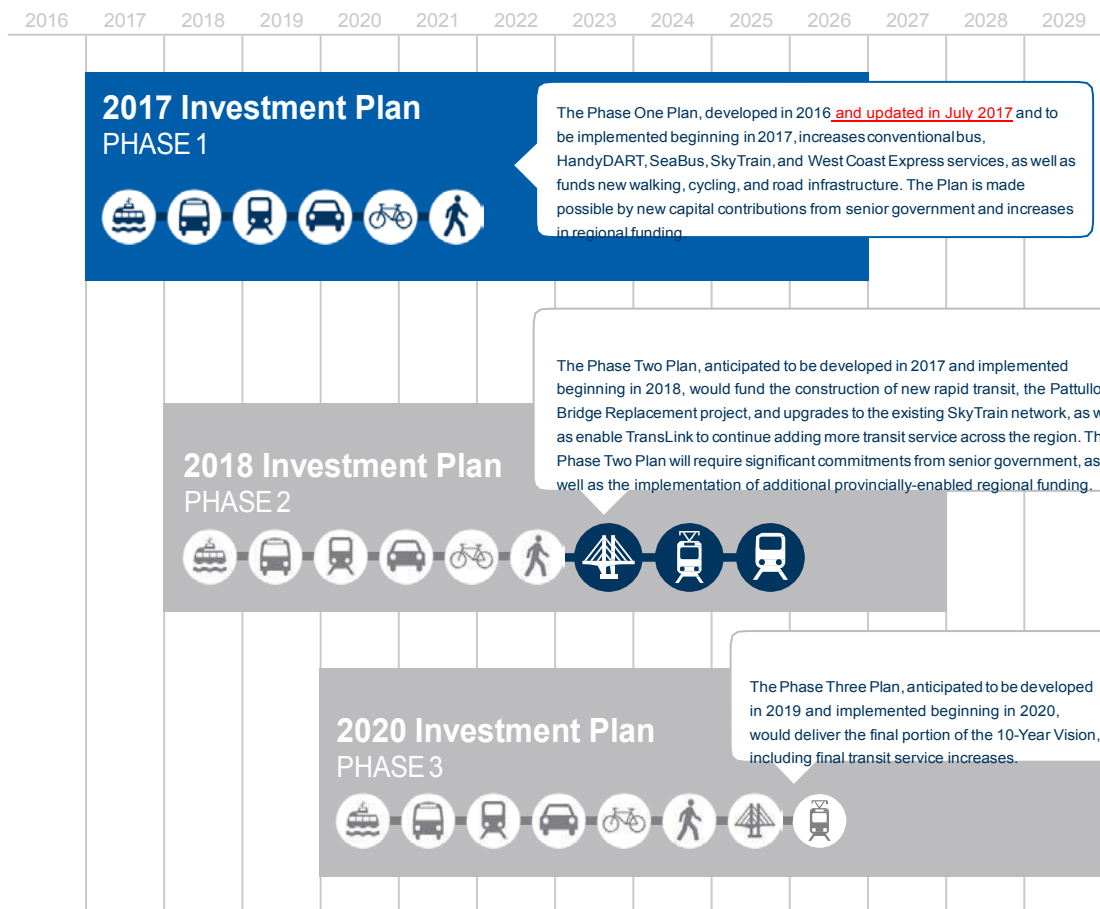 2016 2017 2018 2019 2020 2021 2022 2023 2024 2025 2026 2027 2028 2029
2017 Investment Plan
PHASE 1
The Phase One Plan, developed in 2016 and updated in July 2017 and to
be implemented beginning in 2017, increases conventional bus,
HandyDART, SeaBus, SkyTrain, and West Coast Express services, as well as
funds new walking, cycling, and road infrastructure. The Plan is made
possible by new capital contributions from senior government and increases
in regional funding
The Phase Two Plan, anticipated to be developed in 2017 and implemented
beginning in 2018, would fund the construction of new rapid transit, the Pattullo
Bridge Replacement project, and upgrades to the existing SkyTrain network, as w
as enable TransLink to continue adding more transit service across the region. Th
Phase Two Plan will require significant commitments from senior government, as
well as the implementation of additional provincially-enabled regional funding.
2018 Investment Plan
PHASE 2
The Phase Three Plan, anticipated to be developed
in 2019 and implemented beginning in 2020,
would deliver the final portion of the 10-Year Vision,
including final transit service increases.
2020 Investment Plan
PHASE 3